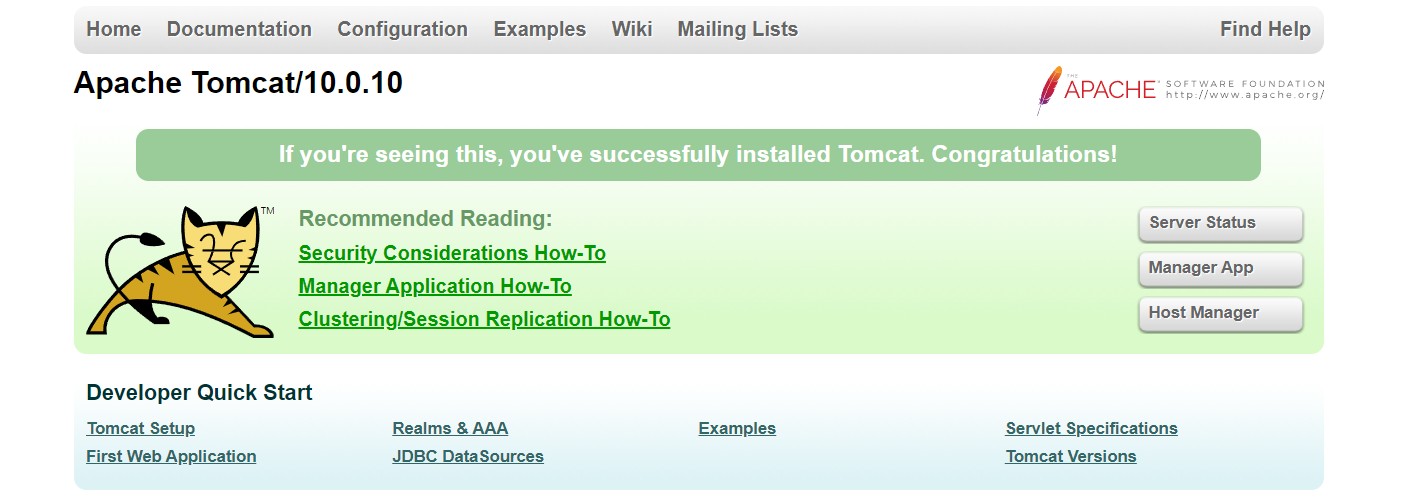 Home Documentation Configuration Examples Wiki Mailing Lists Find Help
Apache Tomcat/10.0.10
THE APACHE® SOFTWARE FOUNDATION
http://www.apache.org/
If you're seeing this, you've successfully installed Tomcat. Congratulations!
TM
Recommended Reading:
Security Considerations How-To
Manager Application How-To
Clustering/Session Replication How-To
Server Status
Manager App
Host Manager
Developer Quick Start
Tomcat Setup Realms & AAA Examples Servlet Specifications
First Web Application JDBC DataSources Tomcat Versions